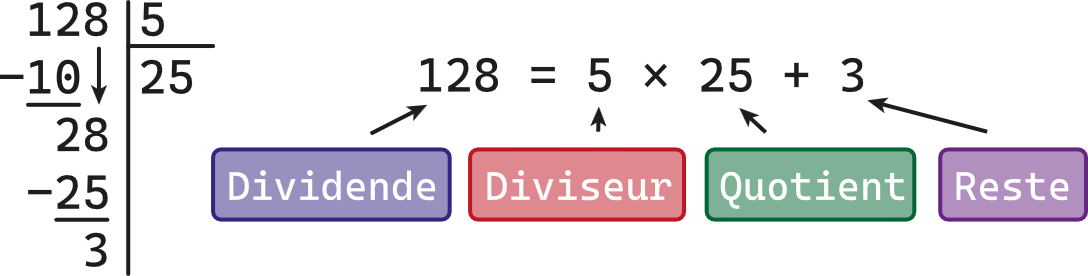 128 5
−10 25
28
−25
3
128 = 5 × 25 + 3
Dividende Diviseur Quotient Reste